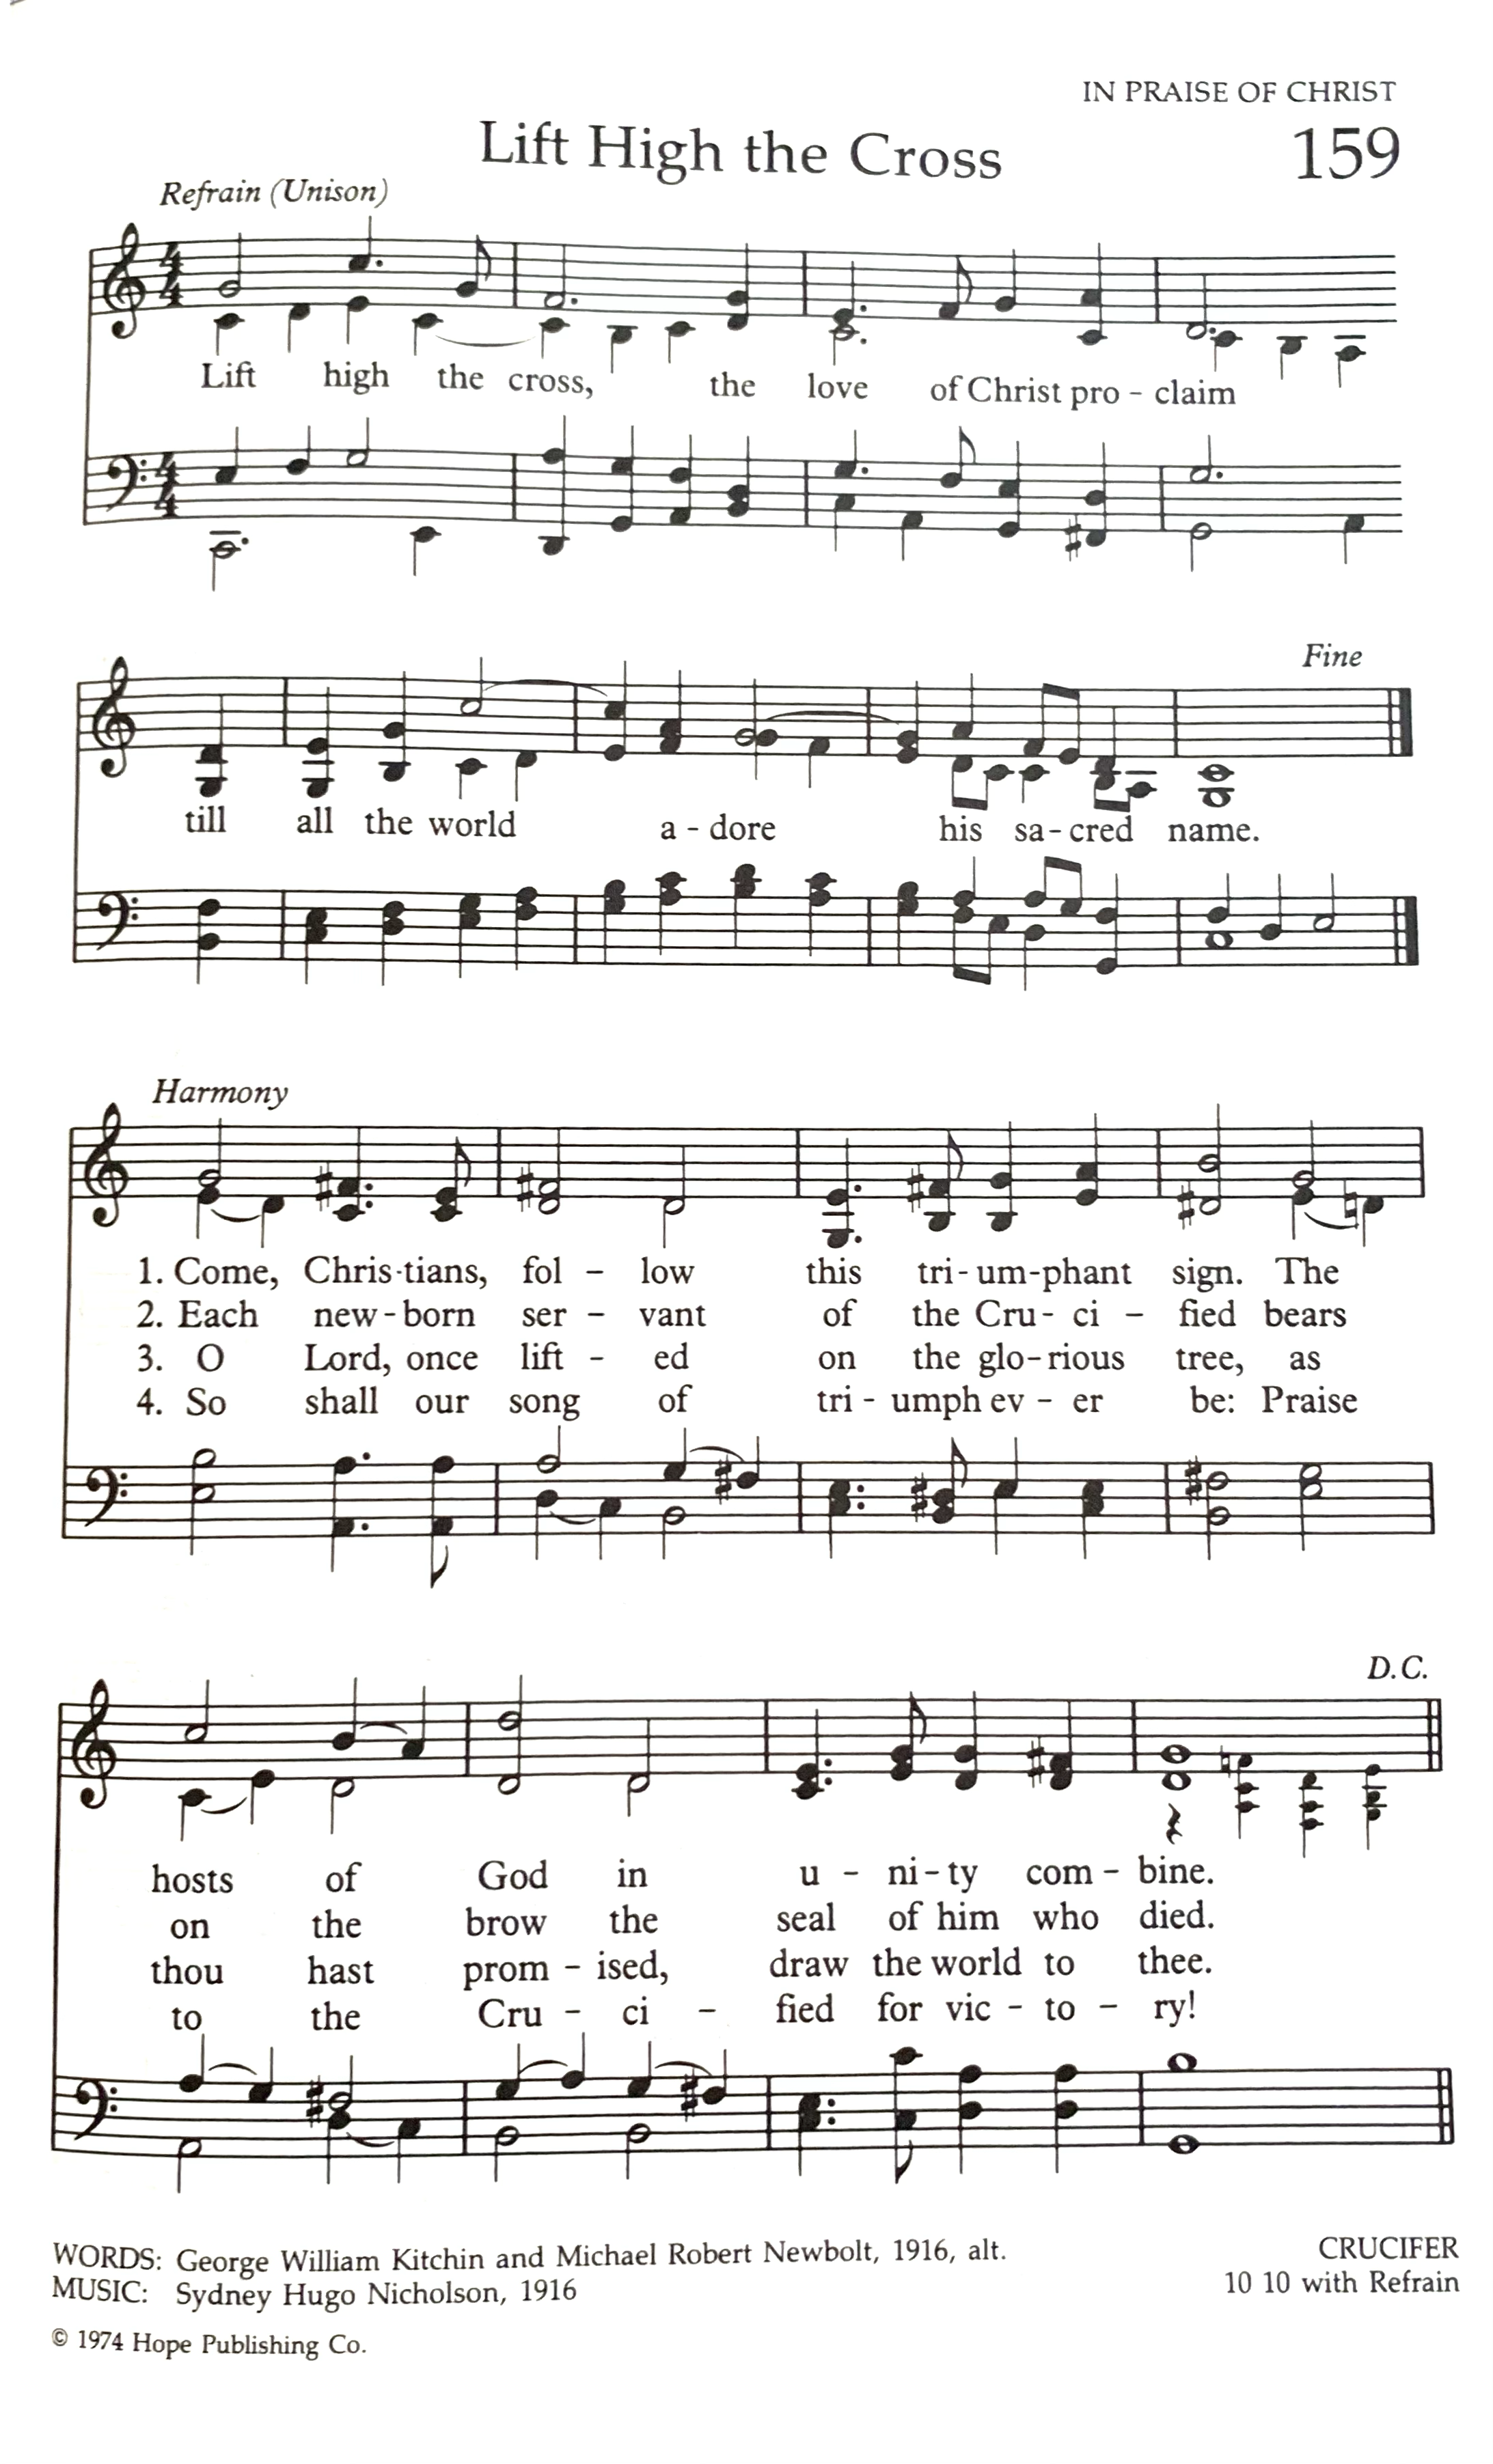 IN PRAISE OF CHRIST
Lift High the Cross 159
Refrain (Unison)
Lift high the cross, the love of Christ pro - claim
Fine
till all the world a - dore his sa - cred name.
Harmony
1. Come, Chris - tians, fol - low this tri - um - phant sign. The
2. Each new - born ser - vant of the Cru - ci - fied bears
3. O Lord, once lift - ed on the glo - rious tree, as
4. So shall our song of tri - umph ev - er be: Praise
D.C.
hosts of God in u - ni - ty com - bine.
on the brow the seal of him who died.
thou hast prom - ised, draw the world to thee.
to the Cru - ci - fied for vic - to - ry!
WORDS: George William Kitchin and Michael Robert Newbolt, 1916, alt. CRUCIFER
MUSIC: Sydney Hugo Nicholson, 1916 10 10 with Refrain
© 1974 Hope Publishing Co.